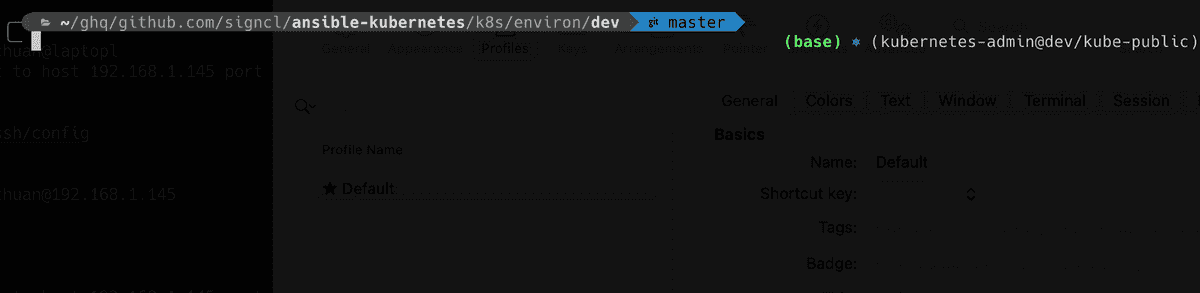 ~/ghq/github.com/signcl/ansible-kubernetes/k8s/environ/dev master
(base) (kubernetes-admin@dev/kube-public)
General Appearance Profiles Keys Arrangements Pointer
huan@laptopl
t to host 192.168.1.145 port
General Colors Text Window Terminal Session
ssh/config
Basics
Profile Name
Name: Default
★ Default
huan@192.168.1.145
Shortcut key:
Tags:
Badge: